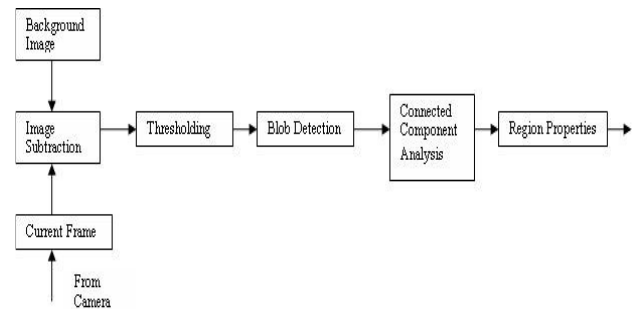 Background
Image
Image
Subtraction
Thresholding
Blob Detection
Connected
Component
Analysis
Region Properties
Current Frame
From
Camera